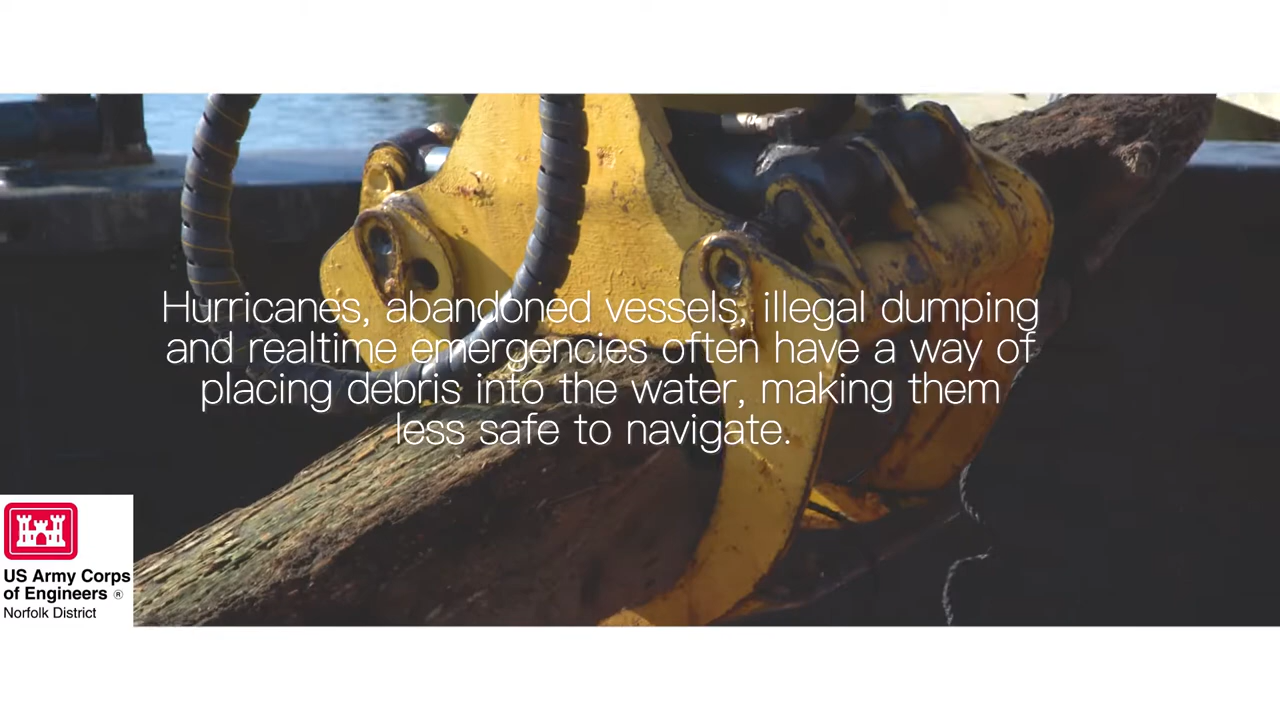 Hurricanes, abandoned vessels, illegal dumping
and realtime emergencies often have a way of
placing debris into the water, making them
less safe to navigate.
US Army Corps
of Engineers ®
Norfolk District